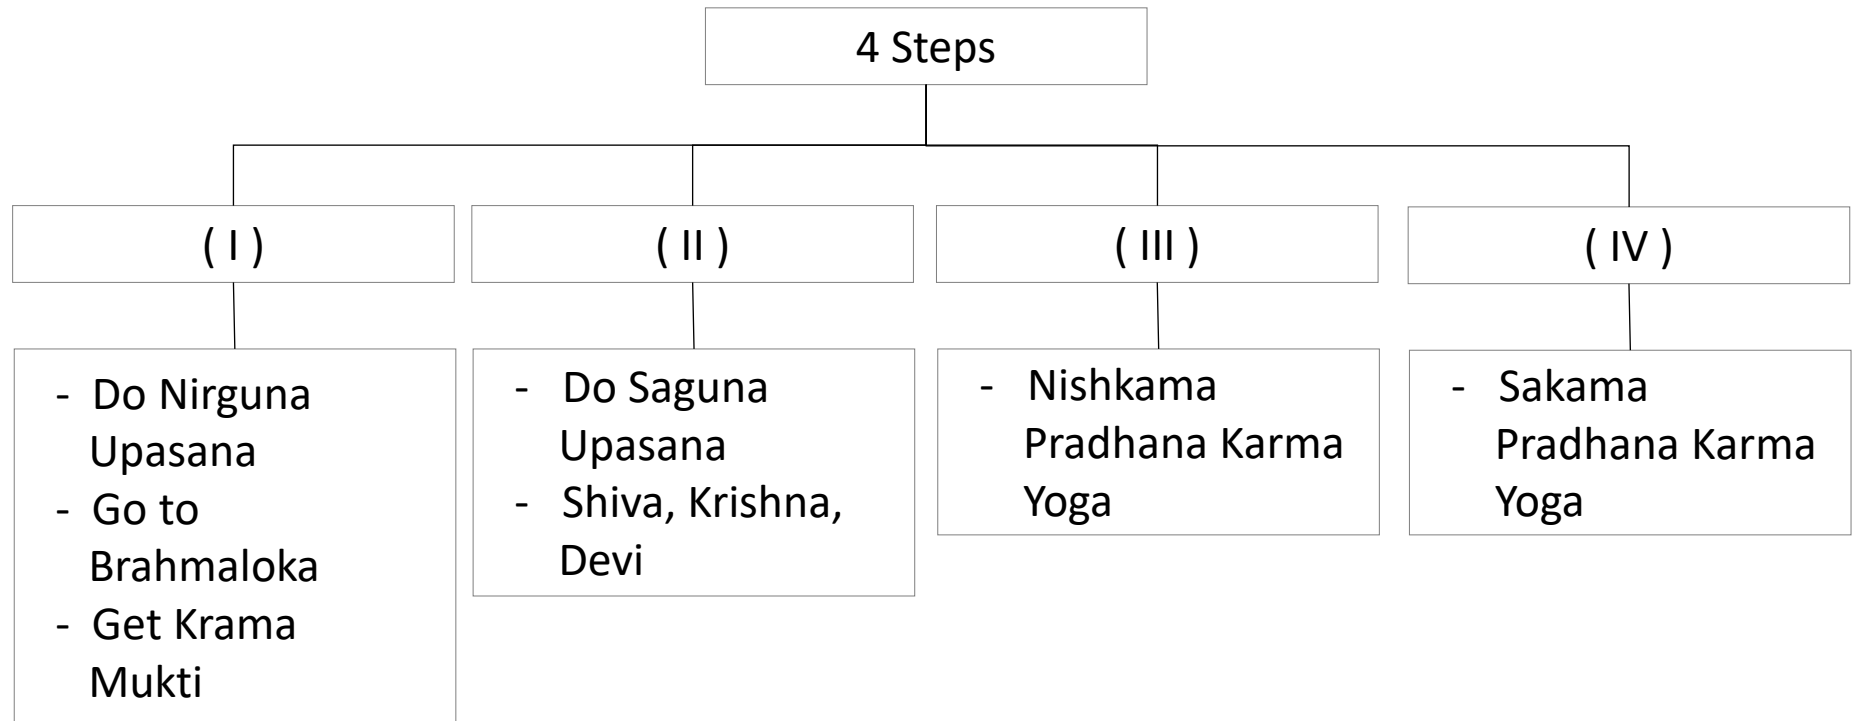 4 Steps
( I )
( II )
( III )
( IV )
- Do Nirguna
Upasana
- Go to
Brahmaloka
- Get Krama
Mukti
- Do Saguna
Upasana
- Shiva, Krishna,
Devi
- Nishkama
Pradhana Karma
Yoga
- Sakama
Pradhana Karma
Yoga